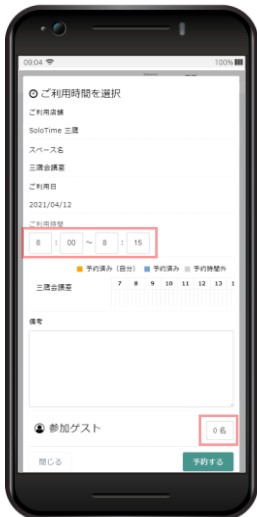 09:04 100%
ご利用時間を選択
ご利用店舗
SoloTime 三鷹
スペース名
三鷹会議室
ご利用日
2021/04/12
ご利用時間
8 : 00 ～ 8 : 15
予約済み（自分） 予約済み 予約時間外
三鷹会議室 7 8 9 10 11 12 13 1
備考
参加ゲスト 0 名
閉じる 予約する